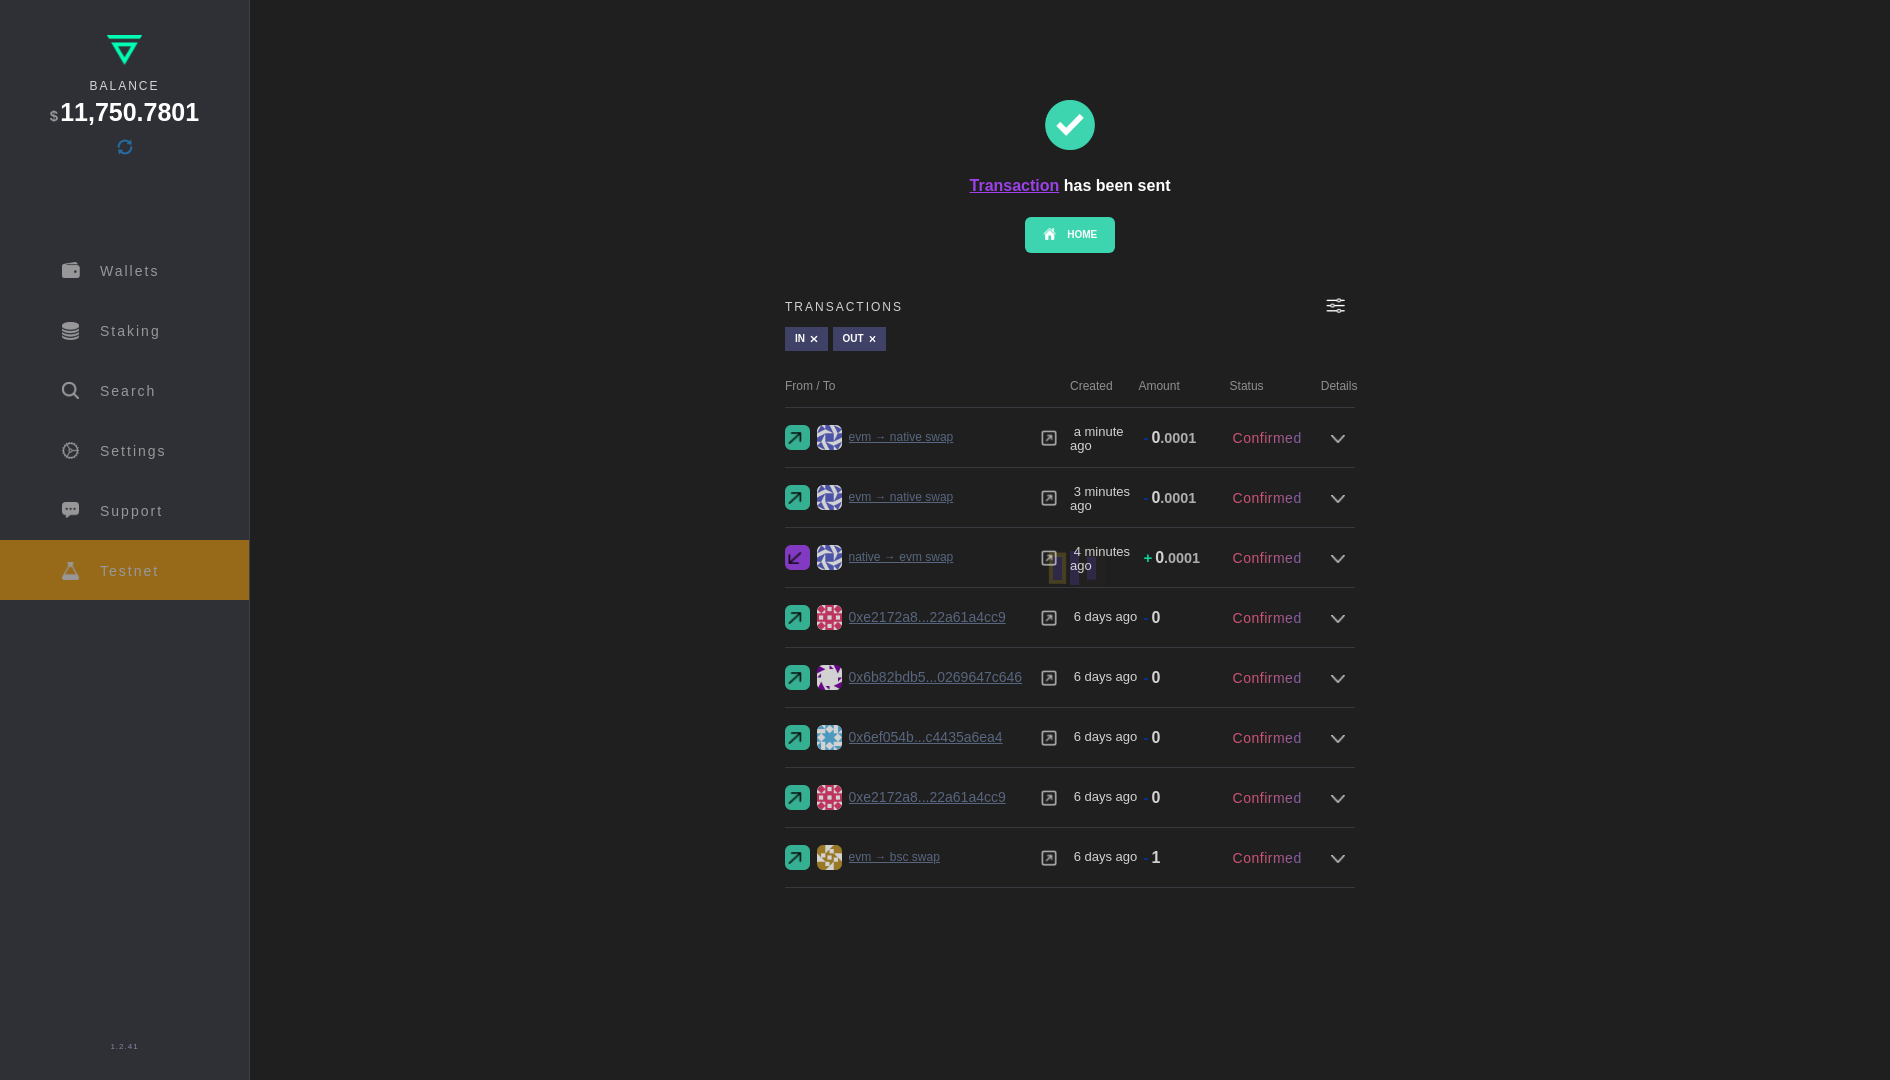 BALANCE
$ 11,750.7801
Wallets
Staking
Search
Settings
Support
Testnet
1.2.41
Transaction has been sent
HOME
TRANSACTIONS
IN ×
OUT ×
From / To Created Amount Status Details
evm → native swap a minute ago - 0.0001 Confirmed
evm → native swap 3 minutes ago - 0.0001 Confirmed
native → evm swap 4 minutes ago + 0.0001 Confirmed
0xe2172a8...22a61a4cc9 6 days ago - 0 Confirmed
0x6b82bdb5...0269647c646 6 days ago - 0 Confirmed
0x6ef054b...c4435a6ea4 6 days ago - 0 Confirmed
0xe2172a8...22a61a4cc9 6 days ago - 0 Confirmed
evm → bsc swap 6 days ago - 1 Confirmed